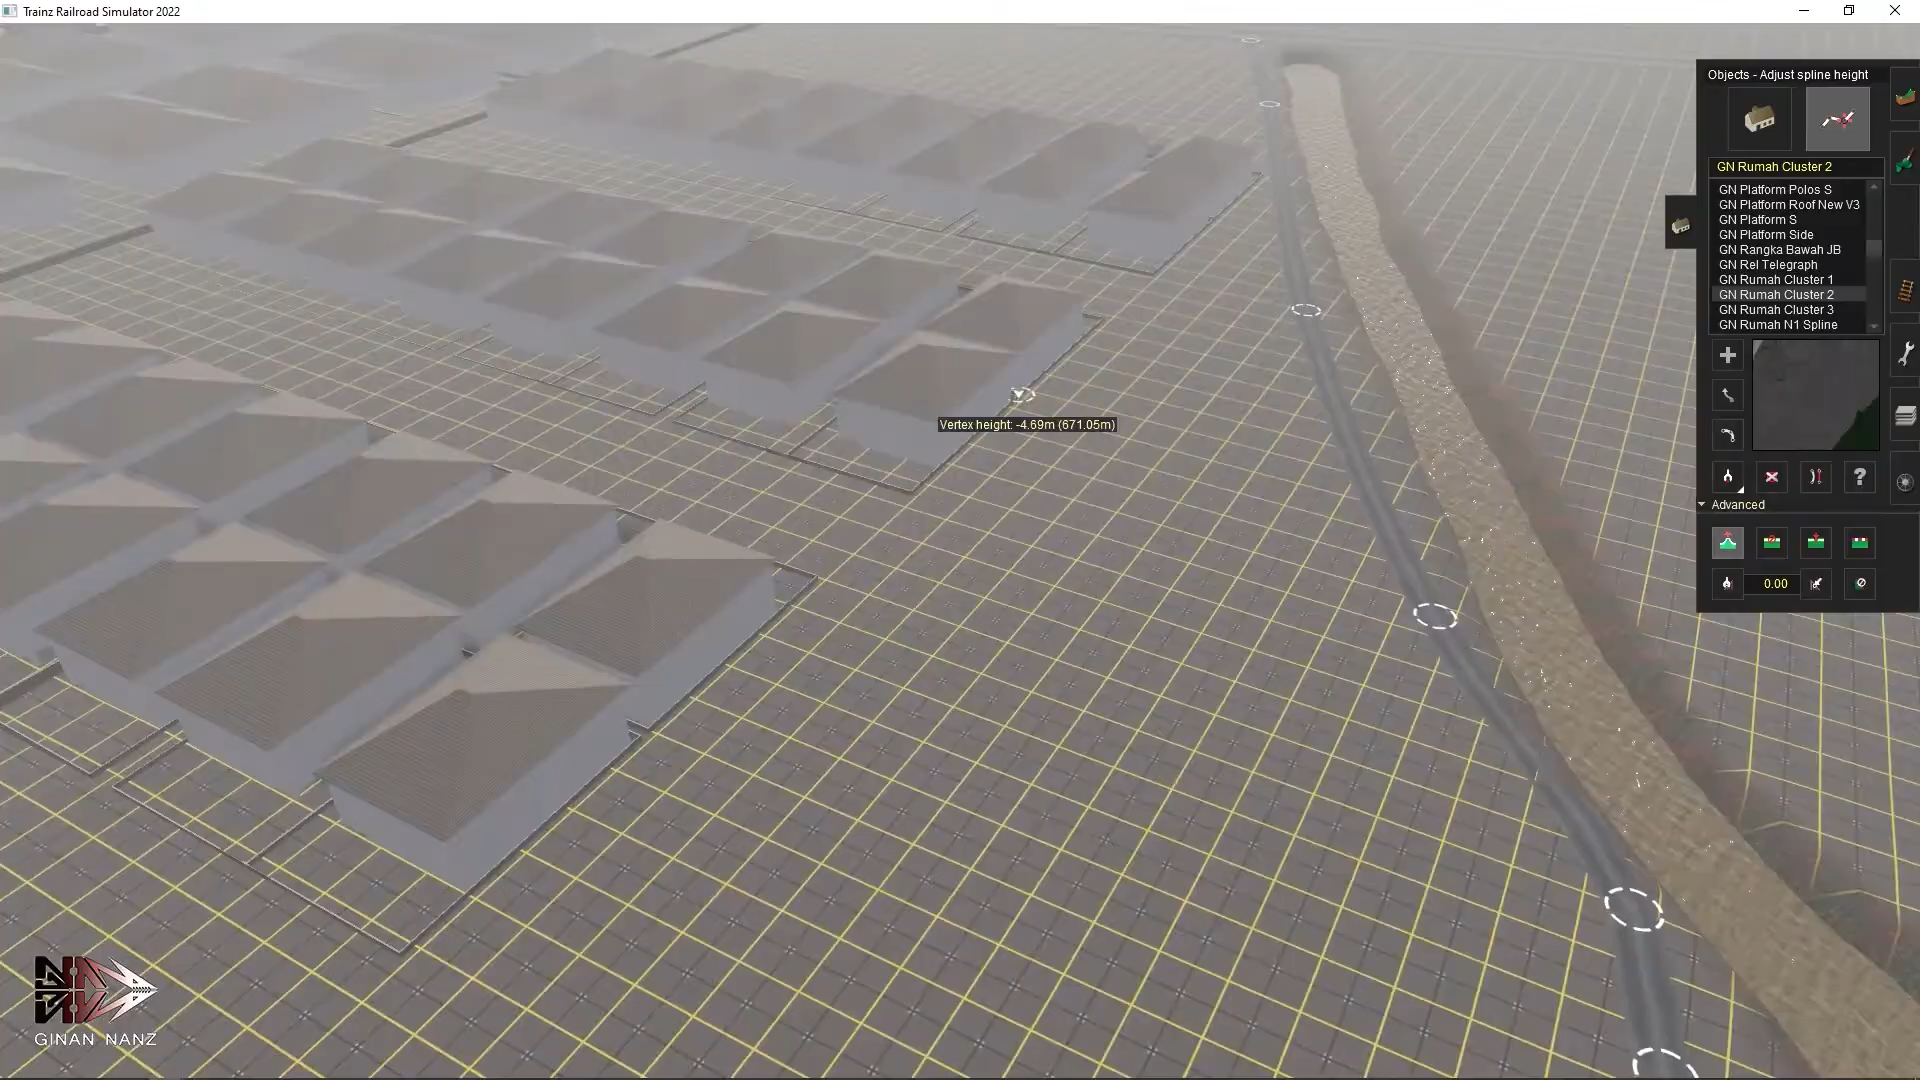 Trainz Railroad Simulator 2022
Objects - Adjust spline height
GN Rumah Cluster 2
GN Platform Polos S
GN Platform Roof New V3
GN Platform S
GN Platform Side
GN Rangka Bawah JB
GN Rel Telegraph
GN Rumah Cluster 1
GN Rumah Cluster 2
GN Rumah Cluster 3
GN Rumah N1 Spline
?
Advanced
0.00
Vertex height: -4.69m (671.05m)
GINAN NANZ